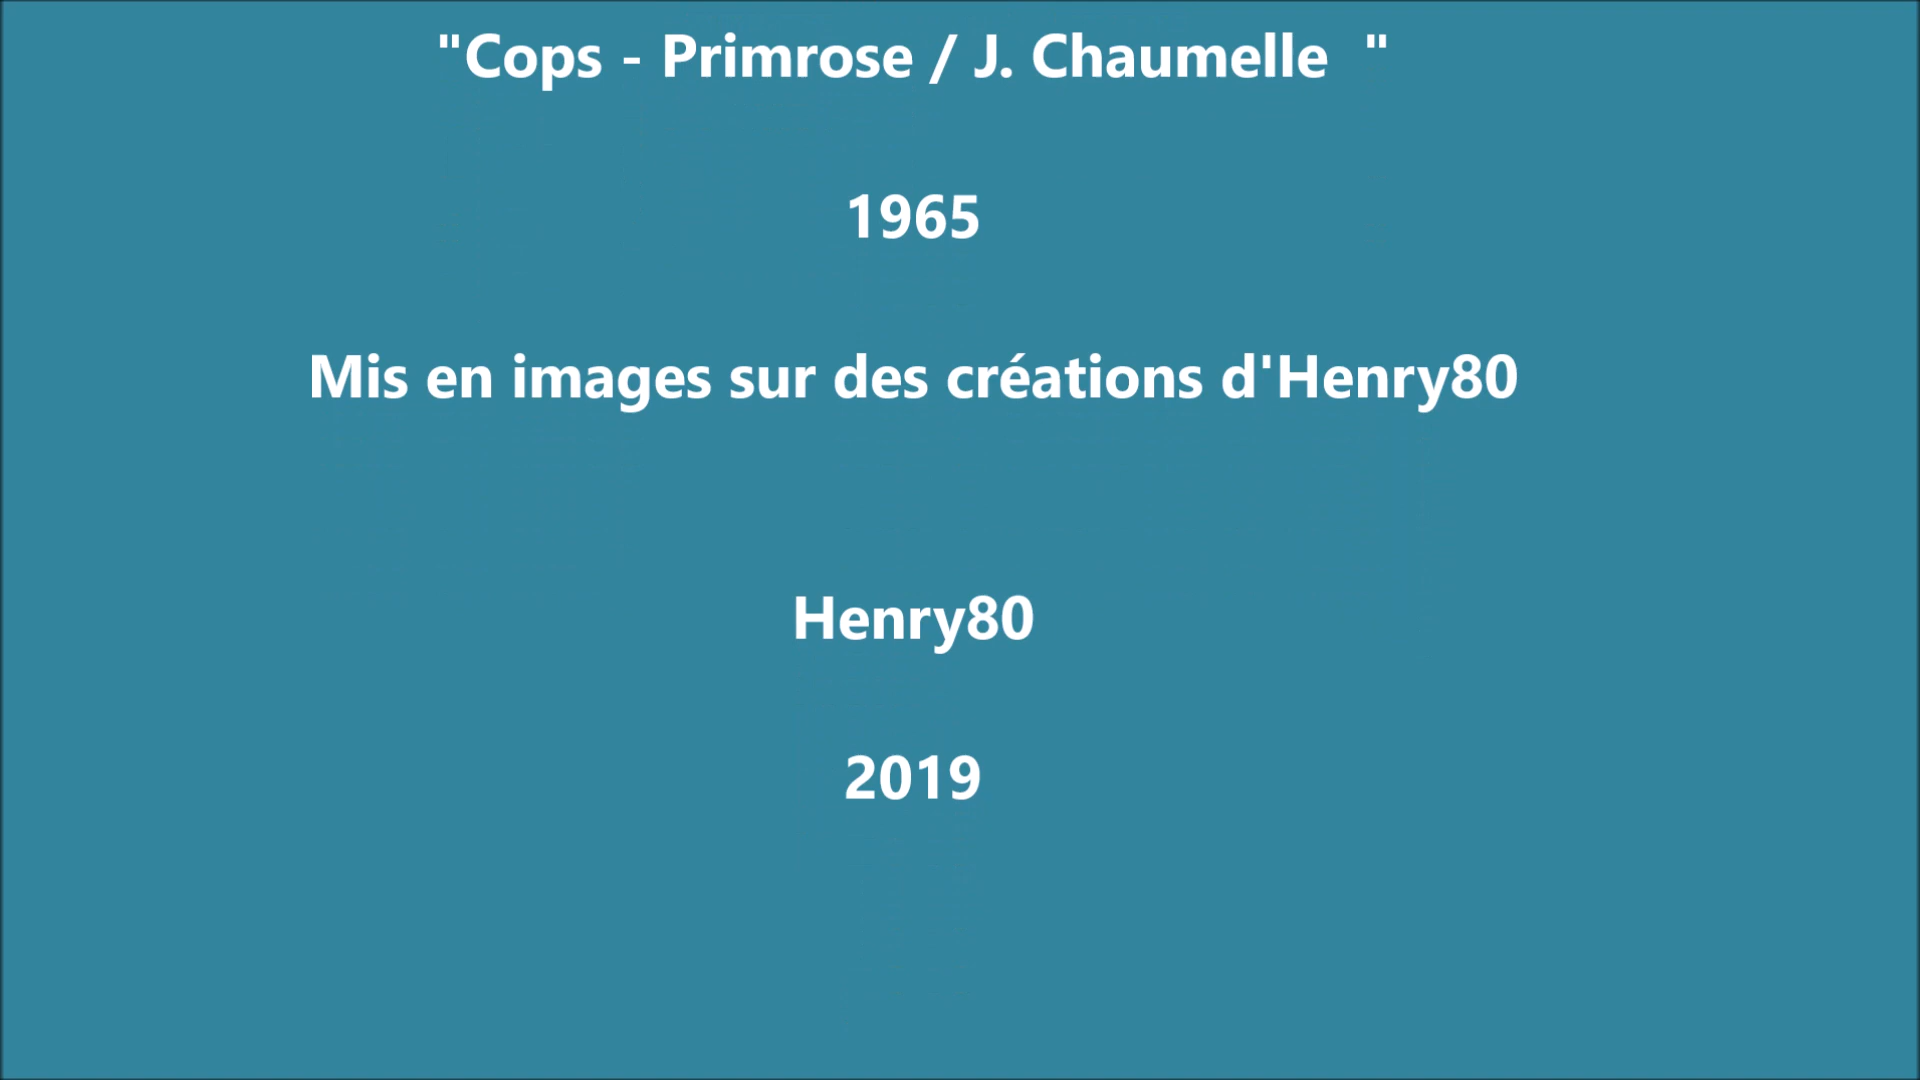 "Cops - Primrose / J. Chaumelle  "
1965
Mis en images sur des créations d'Henry80
Henry80
2019